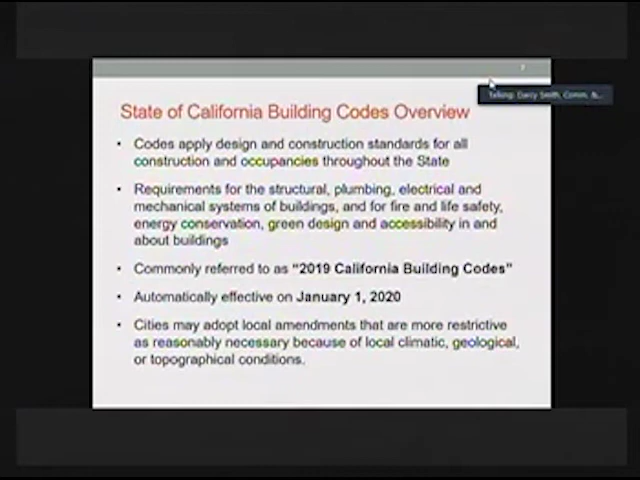 Talking: Darcy Smith, Comm. &...
State of California Building Codes Overview
• Codes apply design and construction standards for all
construction and occupancies throughout the State
• Requirements for the structural, plumbing, electrical and
mechanical systems of buildings, and for fire and life safety,
energy conservation, green design and accessibility in and
about buildings
• Commonly referred to as “2019 California Building Codes”
• Automatically effective on January 1, 2020
• Cities may adopt local amendments that are more restrictive
as reasonably necessary because of local climatic, geological,
or topographical conditions.